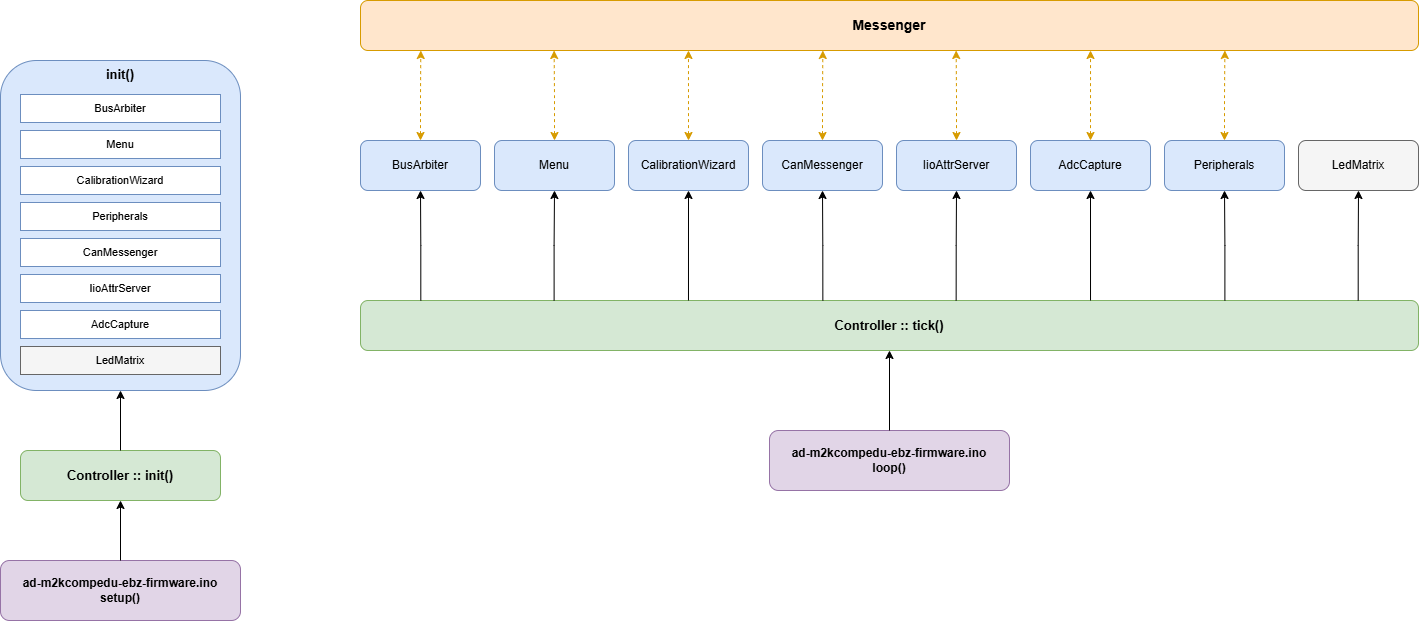 init()
BusArbiter
Menu
CalibrationWizard
Peripherals
CanMessenger
IioAttrServer
AdcCapture
LedMatrix
Controller :: init()
ad-m2kcompedu-ebz-firmware.ino
setup()
Messenger
BusArbiter
Menu
CalibrationWizard
CanMessenger
IioAttrServer
AdcCapture
Peripherals
LedMatrix
Controller :: tick()
ad-m2kcompedu-ebz-firmware.ino
loop()